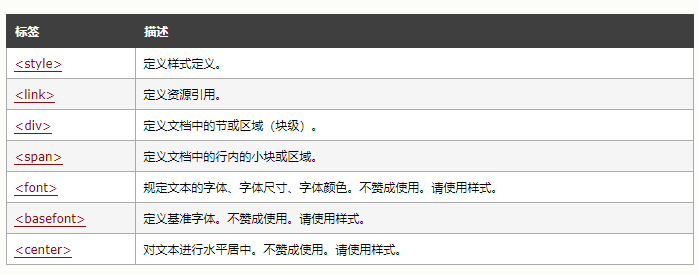 标签 描述
<style> 定义样式定义。
<link> 定义资源引用。
<div> 定义文档中的节或区域（块级）。
<span> 定义文档中的行内的小块或区域。
<font> 规定文本的字体、字体尺寸、字体颜色。不赞成使用。请使用样式。
<basefont> 定义基准字体。不赞成使用。请使用样式。
<center> 对文本进行水平居中。不赞成使用。请使用样式。